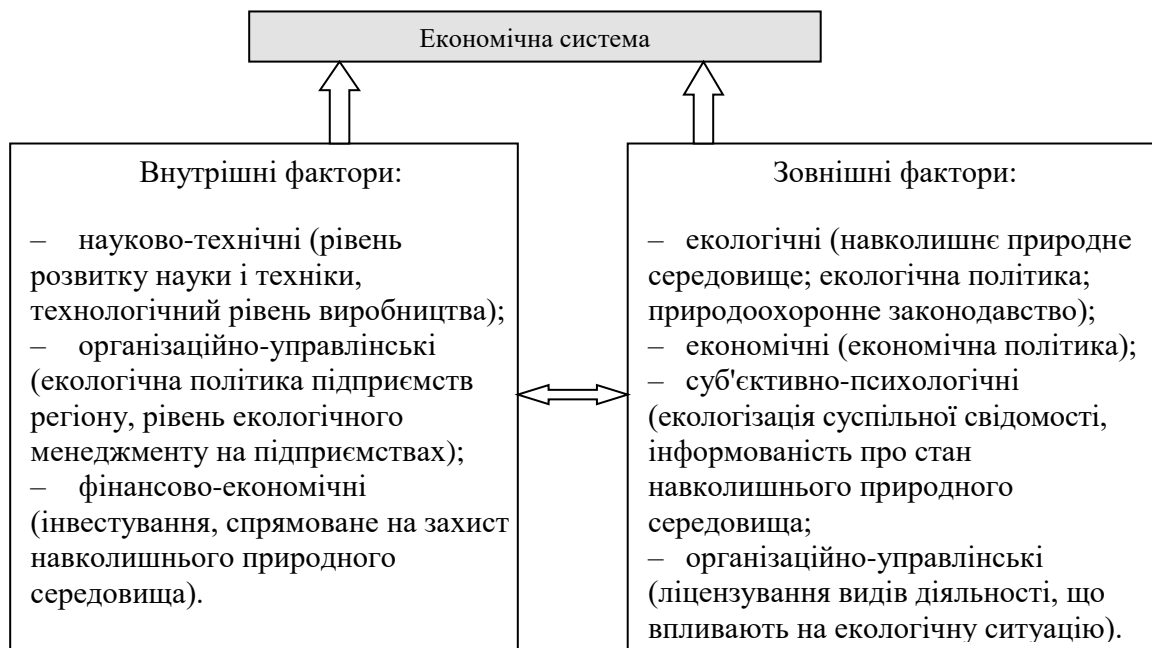 Економічна система
Внутрішні фактори:
– науково-технічні (рівень
розвитку науки і техніки,
технологічний рівень виробництва);
– організаційно-управлінські
(екологічна політика підприємств
регіону, рівень екологічного
менеджменту на підприємствах);
– фінансово-економічні
(інвестування, спрямоване на захист
навколишнього природного
середовища).
Зовнішні фактори:
– екологічні (навколишнє природне
середовище; екологічна політика;
природоохоронне законодавство);
– економічні (економічна політика);
– суб'єктивно-психологічні
(екологізація суспільної свідомості,
інформованість про стан
навколишнього природного
середовища;
– організаційно-управлінські
(ліцензування видів діяльності, що
впливають на екологічну ситуацію).